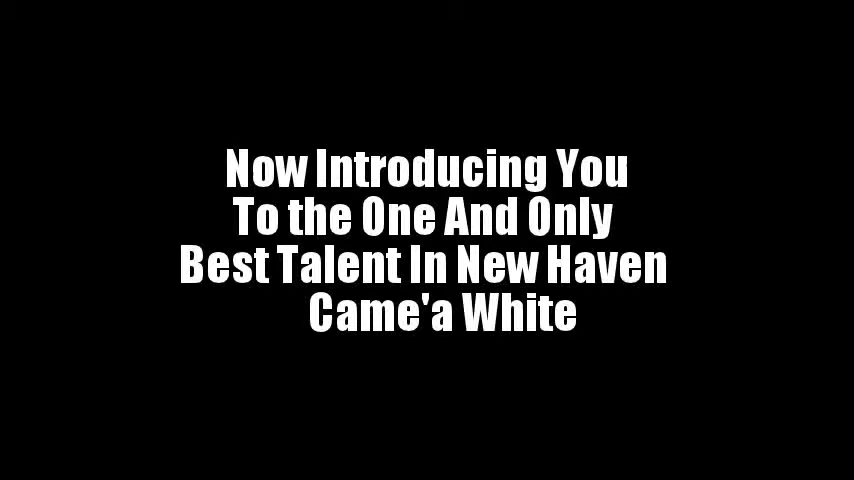 Now Introducing You
To the One And Only
Best Talent In New Haven
Came'a White